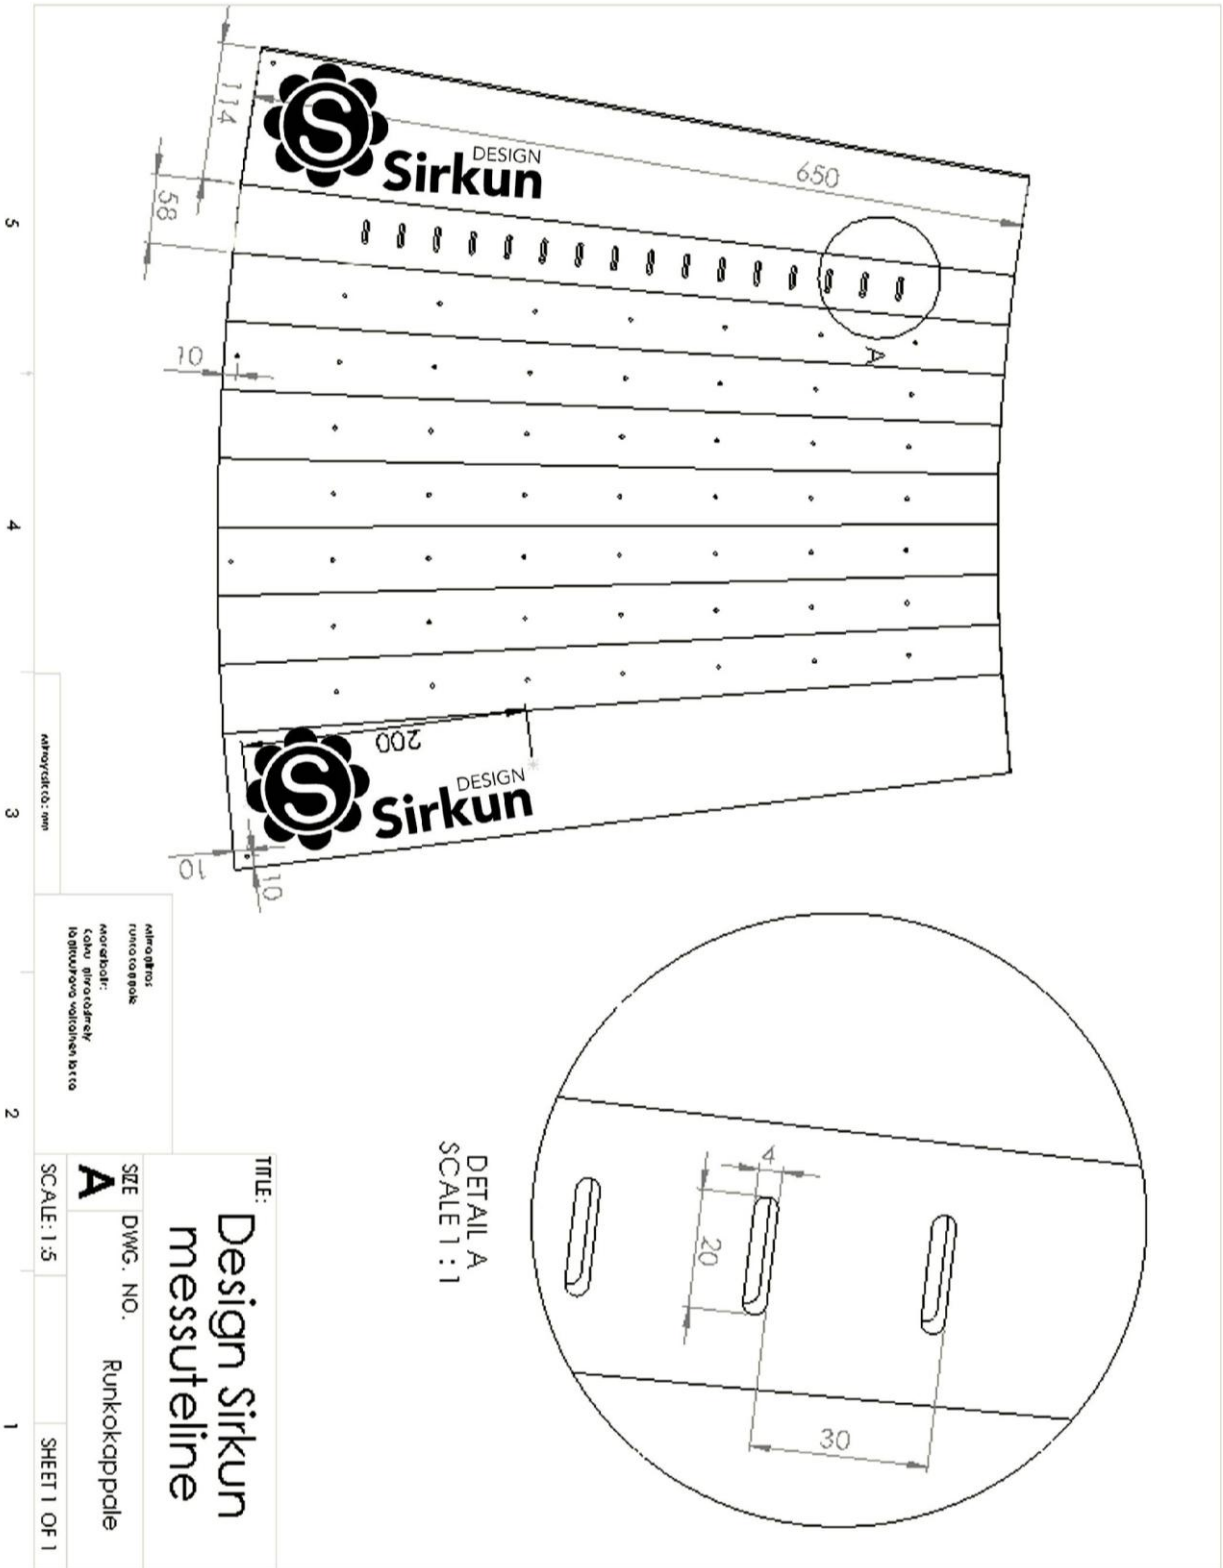 114
58
DESIGN
Sirkun
650
A
10
200
DESIGN
Sirkun
10
10
DETAIL A
SCALE 1 : 1
4
20
30
TITLE:
Design Sirkun
messuteline
SIZE
A
DWG. NO.
Runkokappale
SCALE: 1:5
SHEET 1 OF 1
5
4
3
2
1